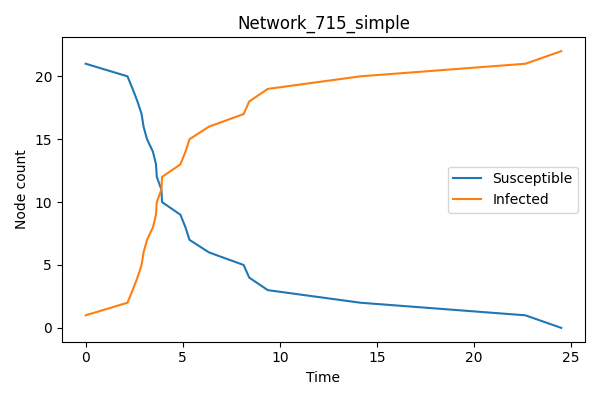 Network_715_simple
Node count
20
15
10
5
0
Susceptible
Infected
0 5 10 15 20 25
Time